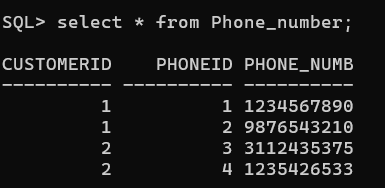 SQL> select * from Phone_number;
CUSTOMERID PHONEID PHONE_NUMB
---------- ---------- ----------
1 1 1234567890
1 2 9876543210
2 3 3112435375
2 4 1235426533